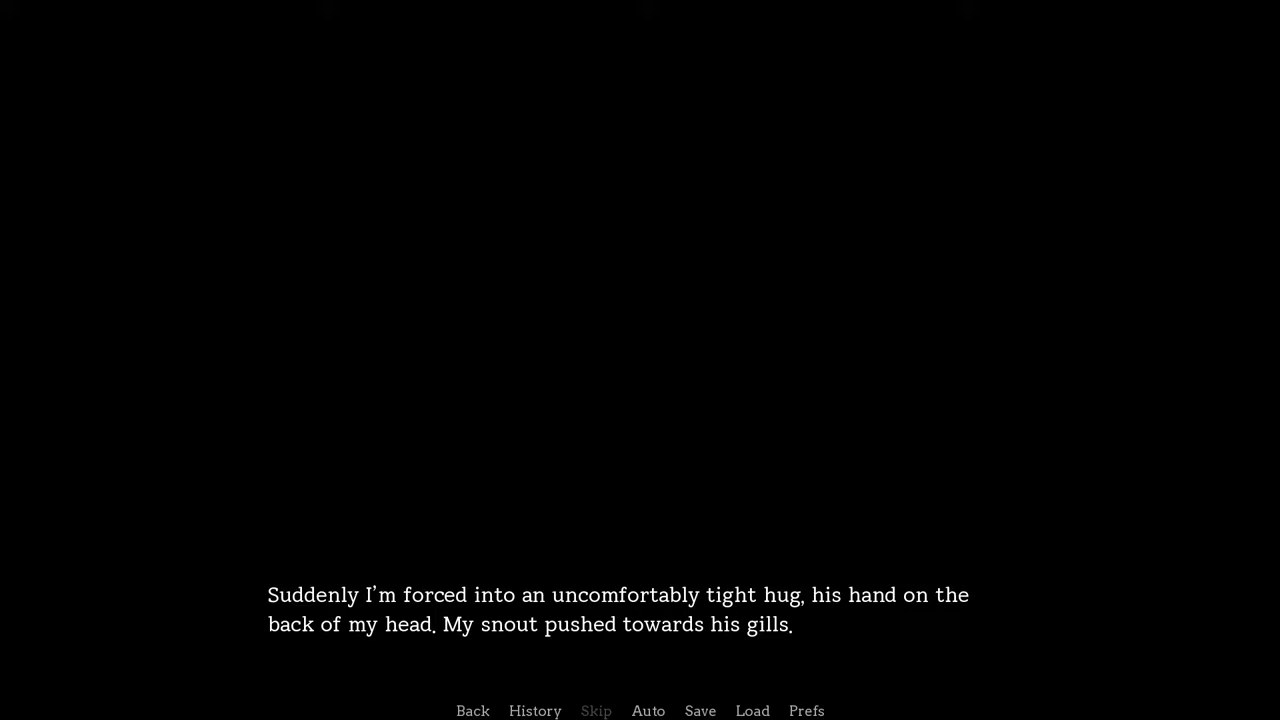 Suddenly I'm forced into an uncomfortably tight hug, his hand on the
back of my head. My snout pushed towards his gills.
Back History Skip Auto Save Load Prefs